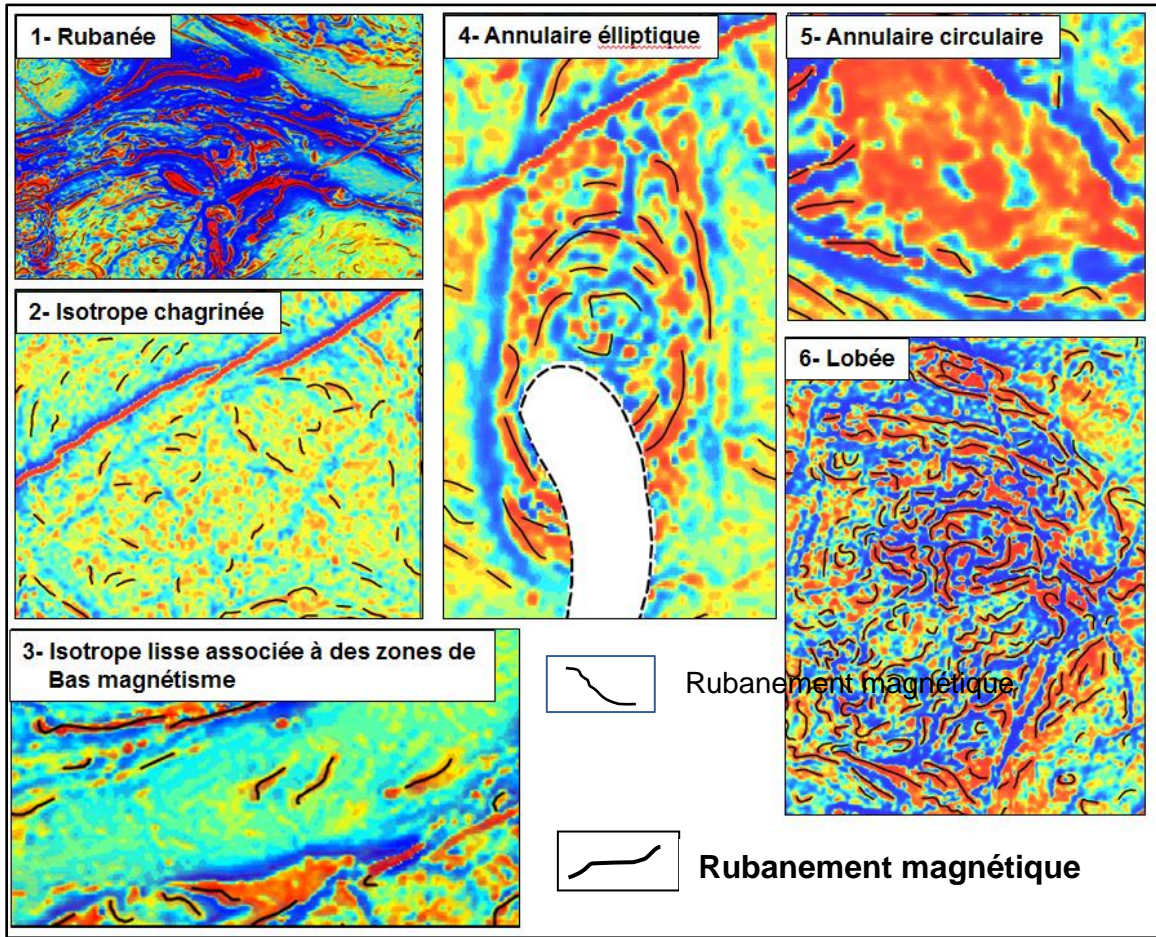 1- Rubanée
2- Isotrope chagrinée
3- Isotrope lisse associée à des zones de
Bas magnétisme
4- Annulaire élliptique
5- Annulaire circulaire
6- Lobée
Rubanement magnétique
Rubanement magnétique